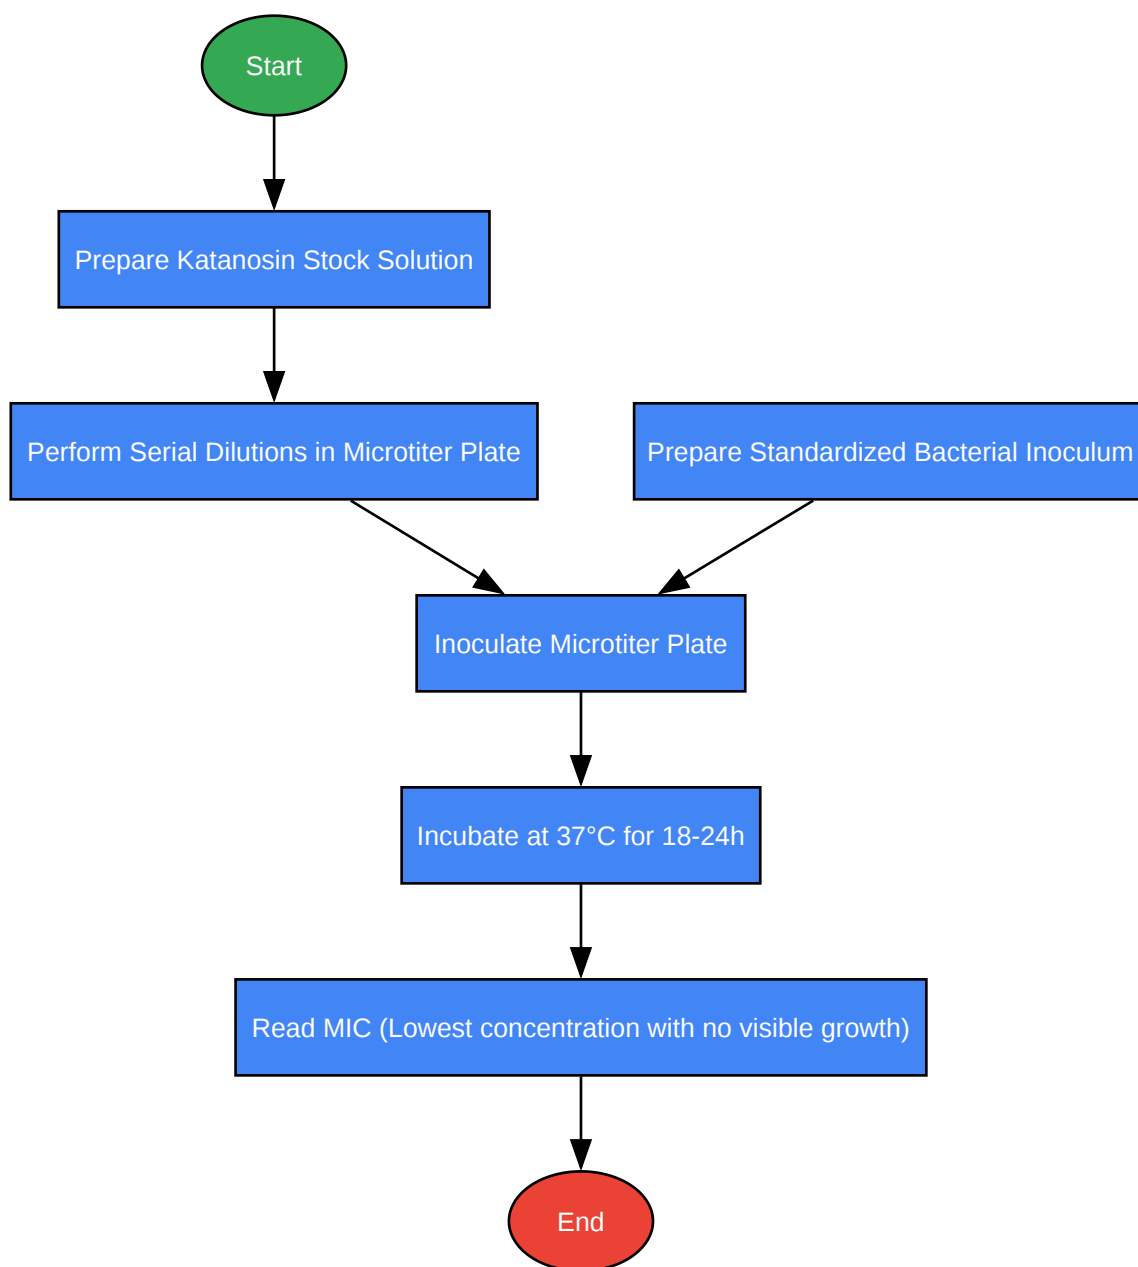 Start
Prepare Katanosin Stock Solution
Perform Serial Dilutions in Microtiter Plate
Prepare Standardized Bacterial Inoculum
Inoculate Microtiter Plate
Incubate at 37°C for 18-24h
Read MIC (Lowest concentration with no visible growth)
End